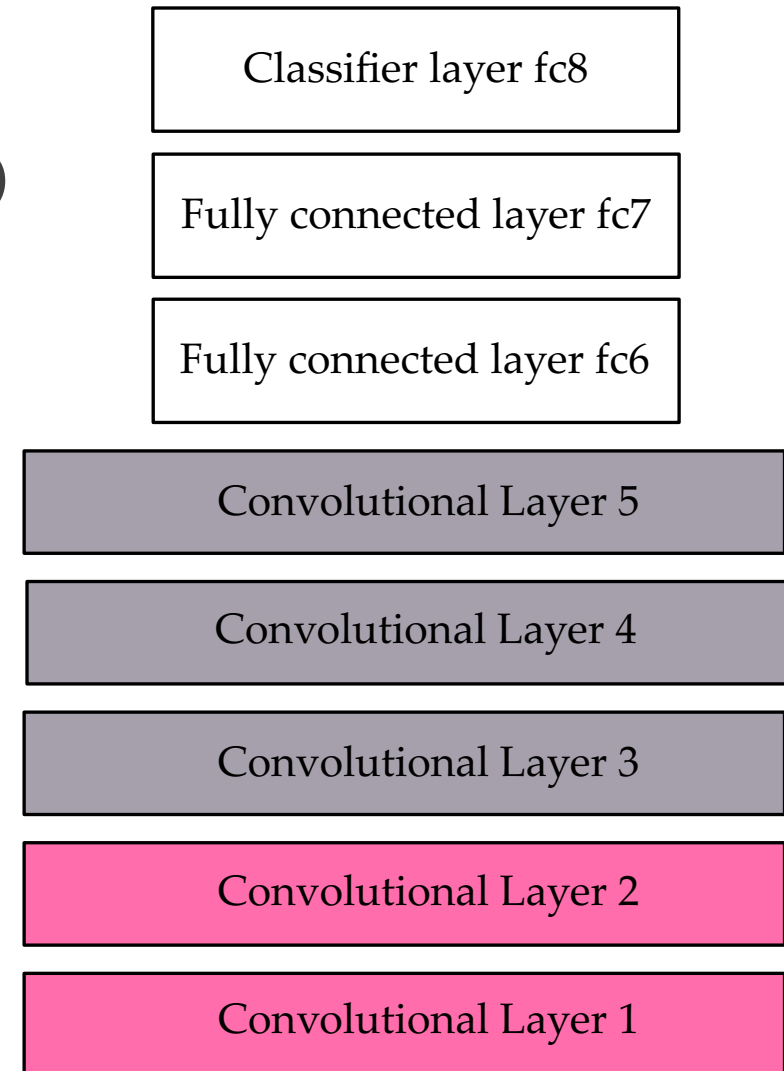 Classifier layer fc8
Fully connected layer fc7
Fully connected layer fc6
Convolutional Layer 5
Convolutional Layer 4
Convolutional Layer 3
Convolutional Layer 2
Convolutional Layer 1